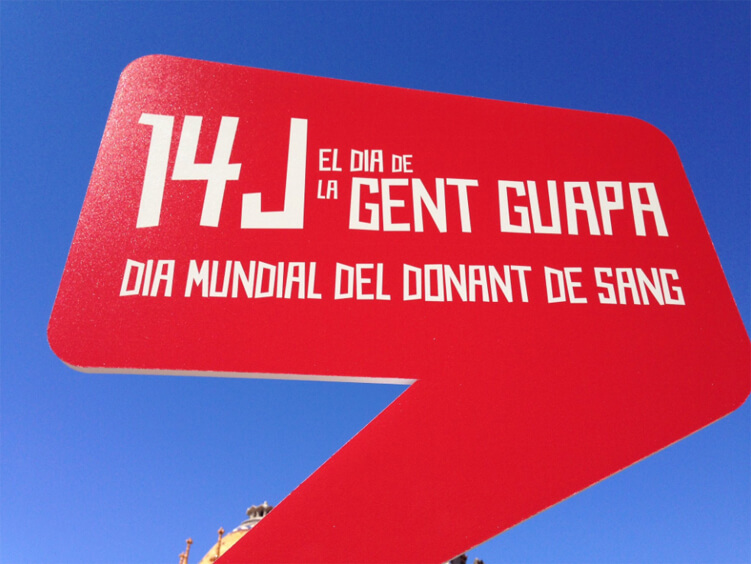 14J EL DIA DE
LA GENT GUAPA
DIA MUNDIAL DEL DONANT DE SANG